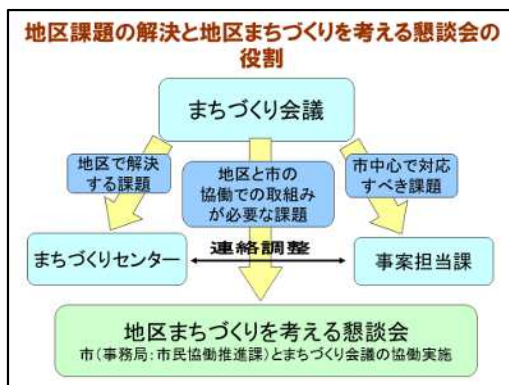 地区課題の解決と地区まちづくりを考える懇談会の
役割
まちづくり会議
地区で解決
する課題
地区と市の
協働での取組み
が必要な課題
市中心で対応
すべき課題
まちづくりセンター
連絡調整
事案担当課
地区まちづくりを考える懇談会
市(事務局:市民協働推進課)とまちづくり会議の協働実施